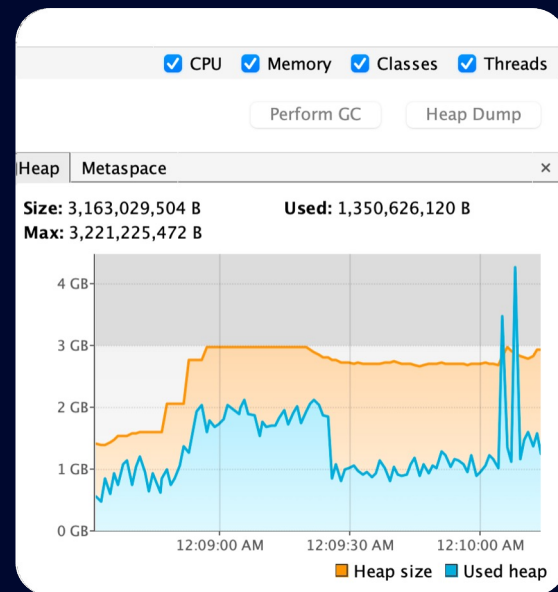 CPU Memory Classes Threads
Perform GC Heap Dump
Heap Metaspace ×
Size: 3,163,029,504 B Used: 1,350,626,120 B
Max: 3,221,225,472 B
4 GB
3 GB
2 GB
1 GB
0 GB
12:09:00 AM 12:09:30 AM 12:10:00 AM
Heap size Used heap